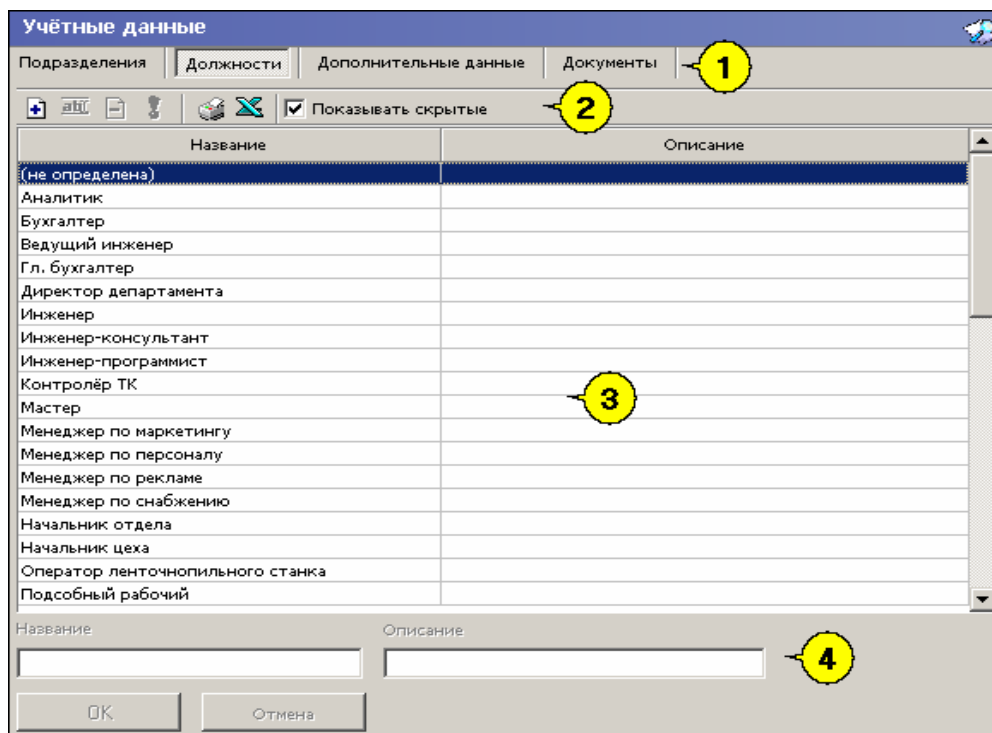 Учётные данные
Подразделения Должности Дополнительные данные Документы 1
abc Показывать скрытые 2
Название Описание
(не определена)
Аналитик
Бухгалтер
Ведущий инженер
Гл. бухгалтер
Директор департамента
Инженер
Инженер-консультант
Инженер-программист
Контролёр ТК
3
Мастер
Менеджер по маркетингу
Менеджер по персоналу
Менеджер по рекламе
Менеджер по снабжению
Начальник отдела
Начальник цеха
Оператор ленточнопильного станка
Подсобный рабочий
Название Описание
4
OK Отмена